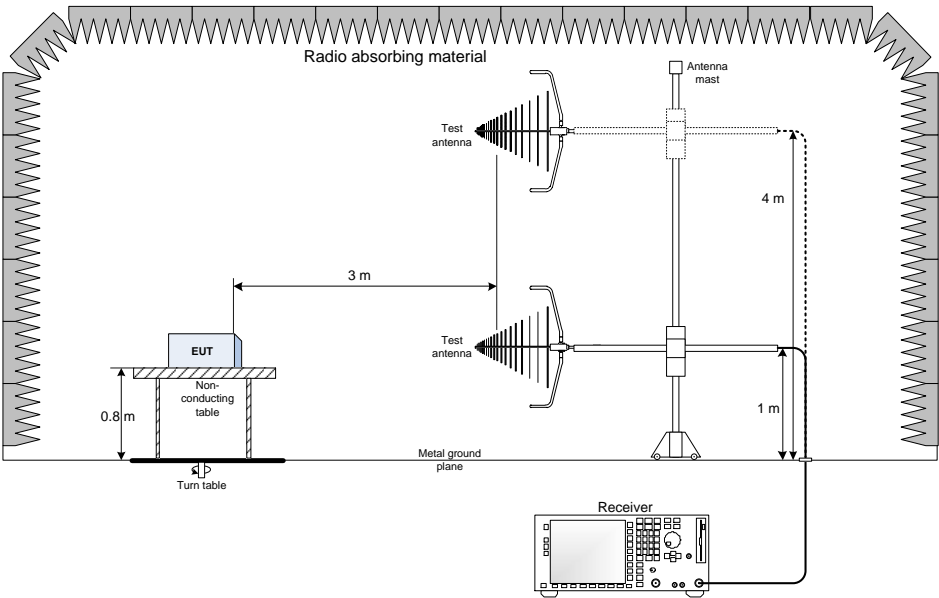 Radio absorbing material
Antenna
mast
Test
antenna
4 m
3 m
Test
antenna
EUT
Non-
conducting
table
0.8 m
1 m
Metal ground
plane
Turn table
Receiver